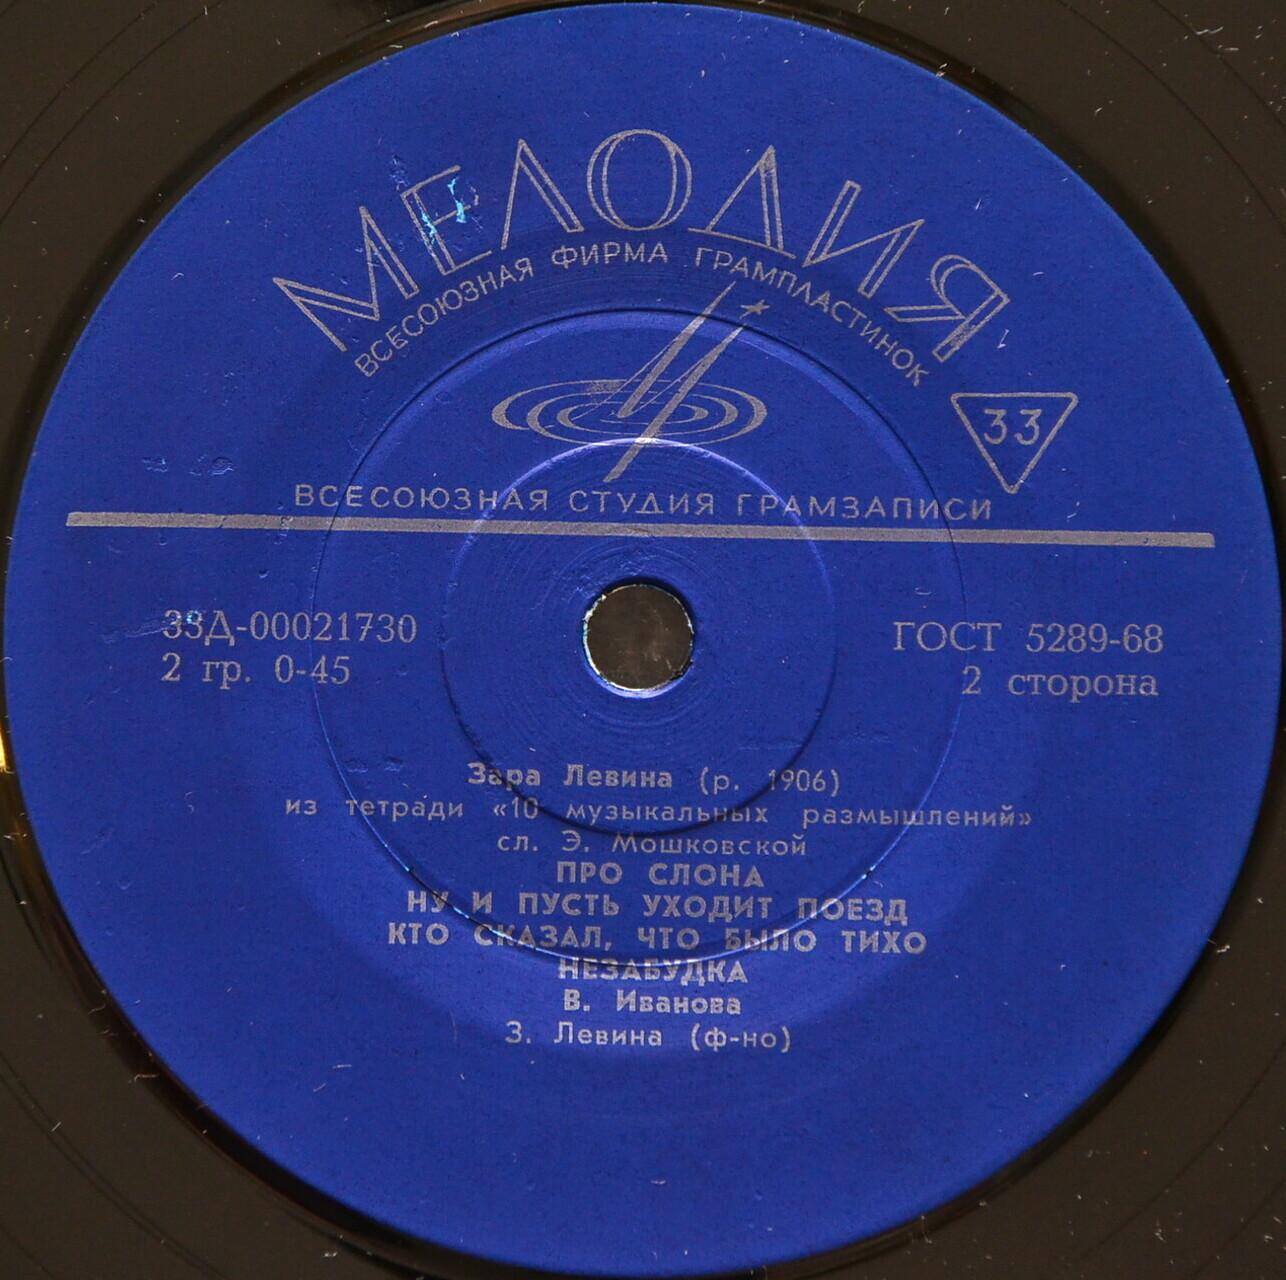 МЕЛОДИЯ
ВСЕСОЮЗНАЯ ФИРМА ГРАМПЛАСТИНОК
33
ВСЕСОЮЗНАЯ СТУДИЯ ГРАМЗАПИСИ
33Д-00021730
ГОСТ 5289-68
2 гр. 0-45
2 сторона
Зара Левина (р. 1906)
из тетради «10 музыкальных размышлений»
сл. Э. Мошковской
ПРО СЛОНА
НУ И ПУСТЬ УХОДИТ ПОЕЗД
КТО СКАЗАЛ, ЧТО БЫЛО ТИХО
НЕЗАБУДКА
В. Иванова
З. Левина (ф-но)